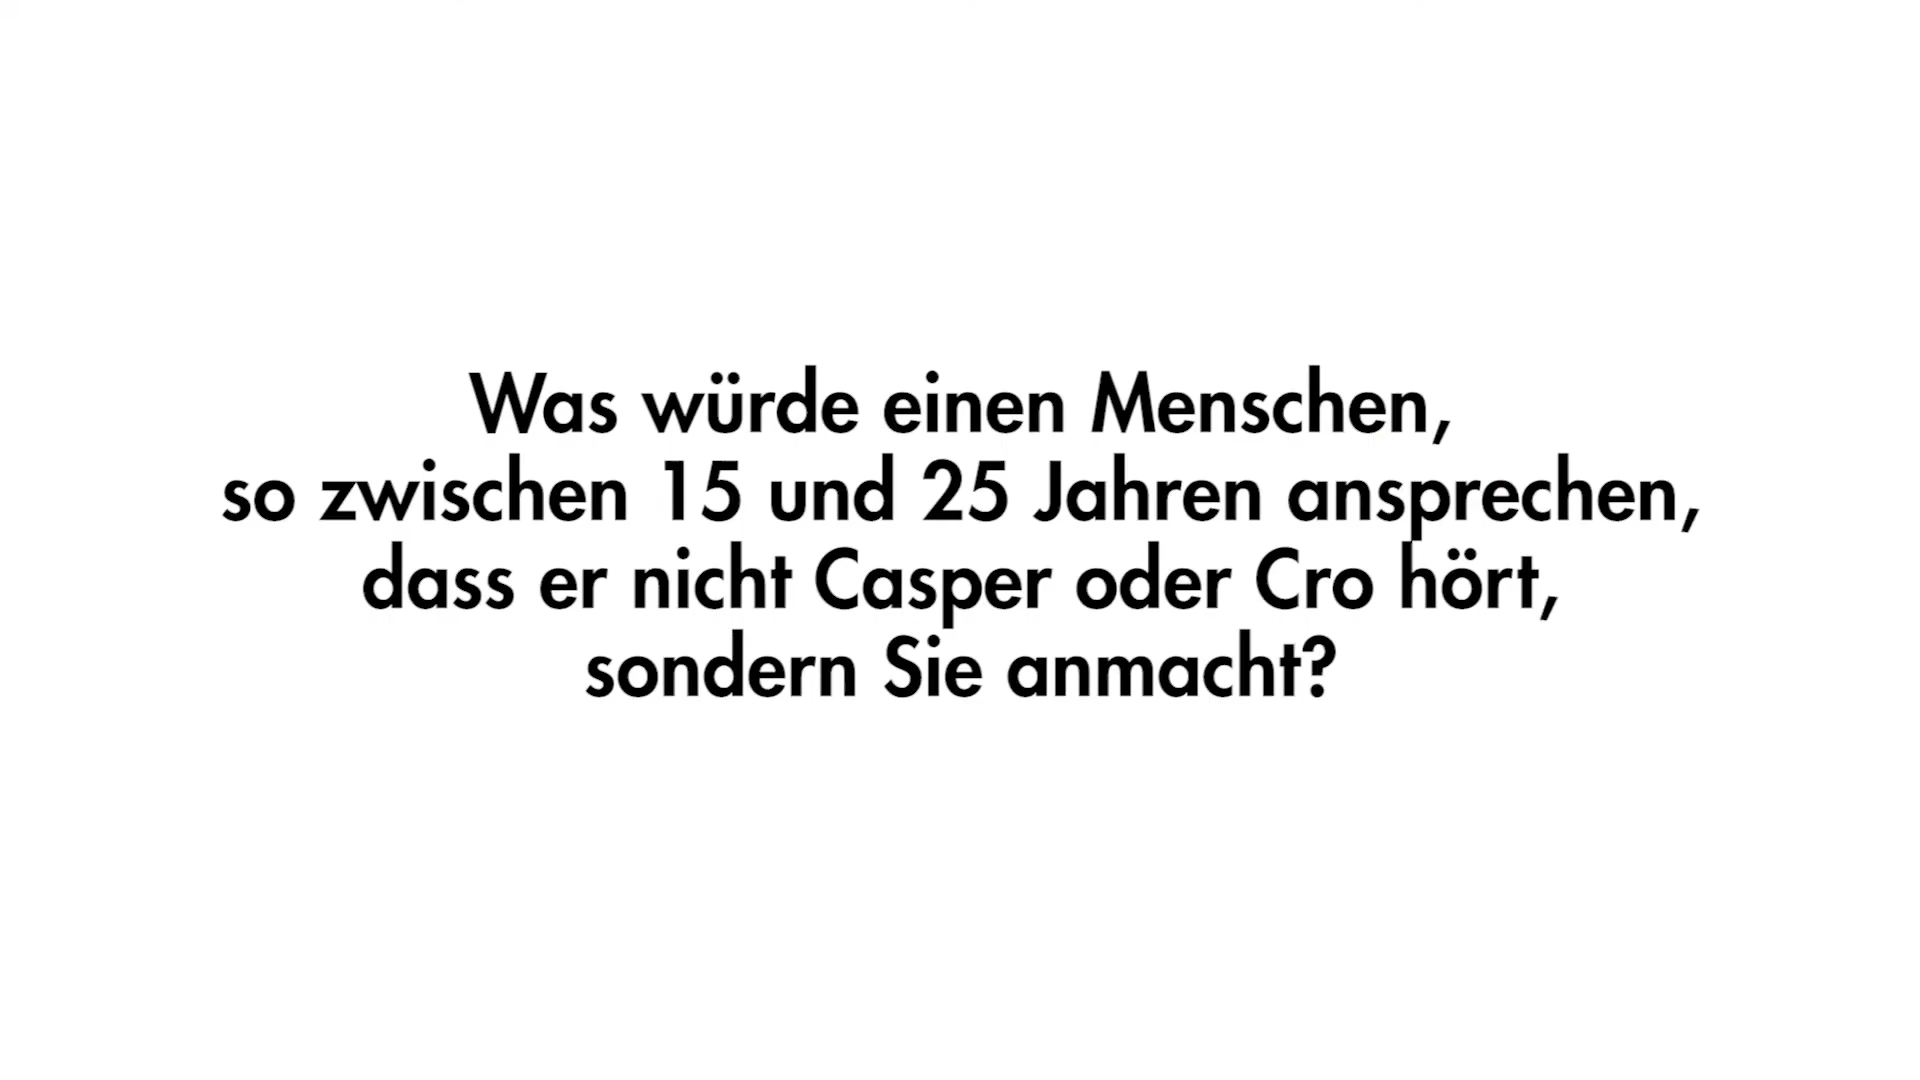 Was würde einen Menschen,
so zwischen 15 und 25 Jahren ansprechen,
dass er nicht Casper oder Cro hört,
sondern Sie anmacht?